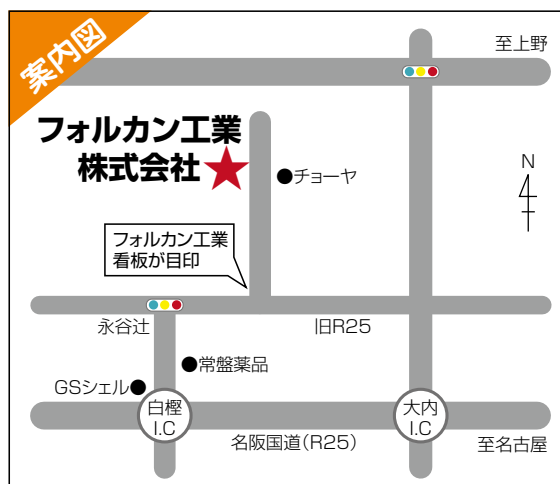 案内図
至上野
フォルカン工業
株式会社
●チョーヤ
N
フォルカン工業
看板が目印
永谷辻
旧R25
●常盤薬品
GSシェル●
白樫
I.C
大内
I.C
名阪国道(R25)
至名古屋